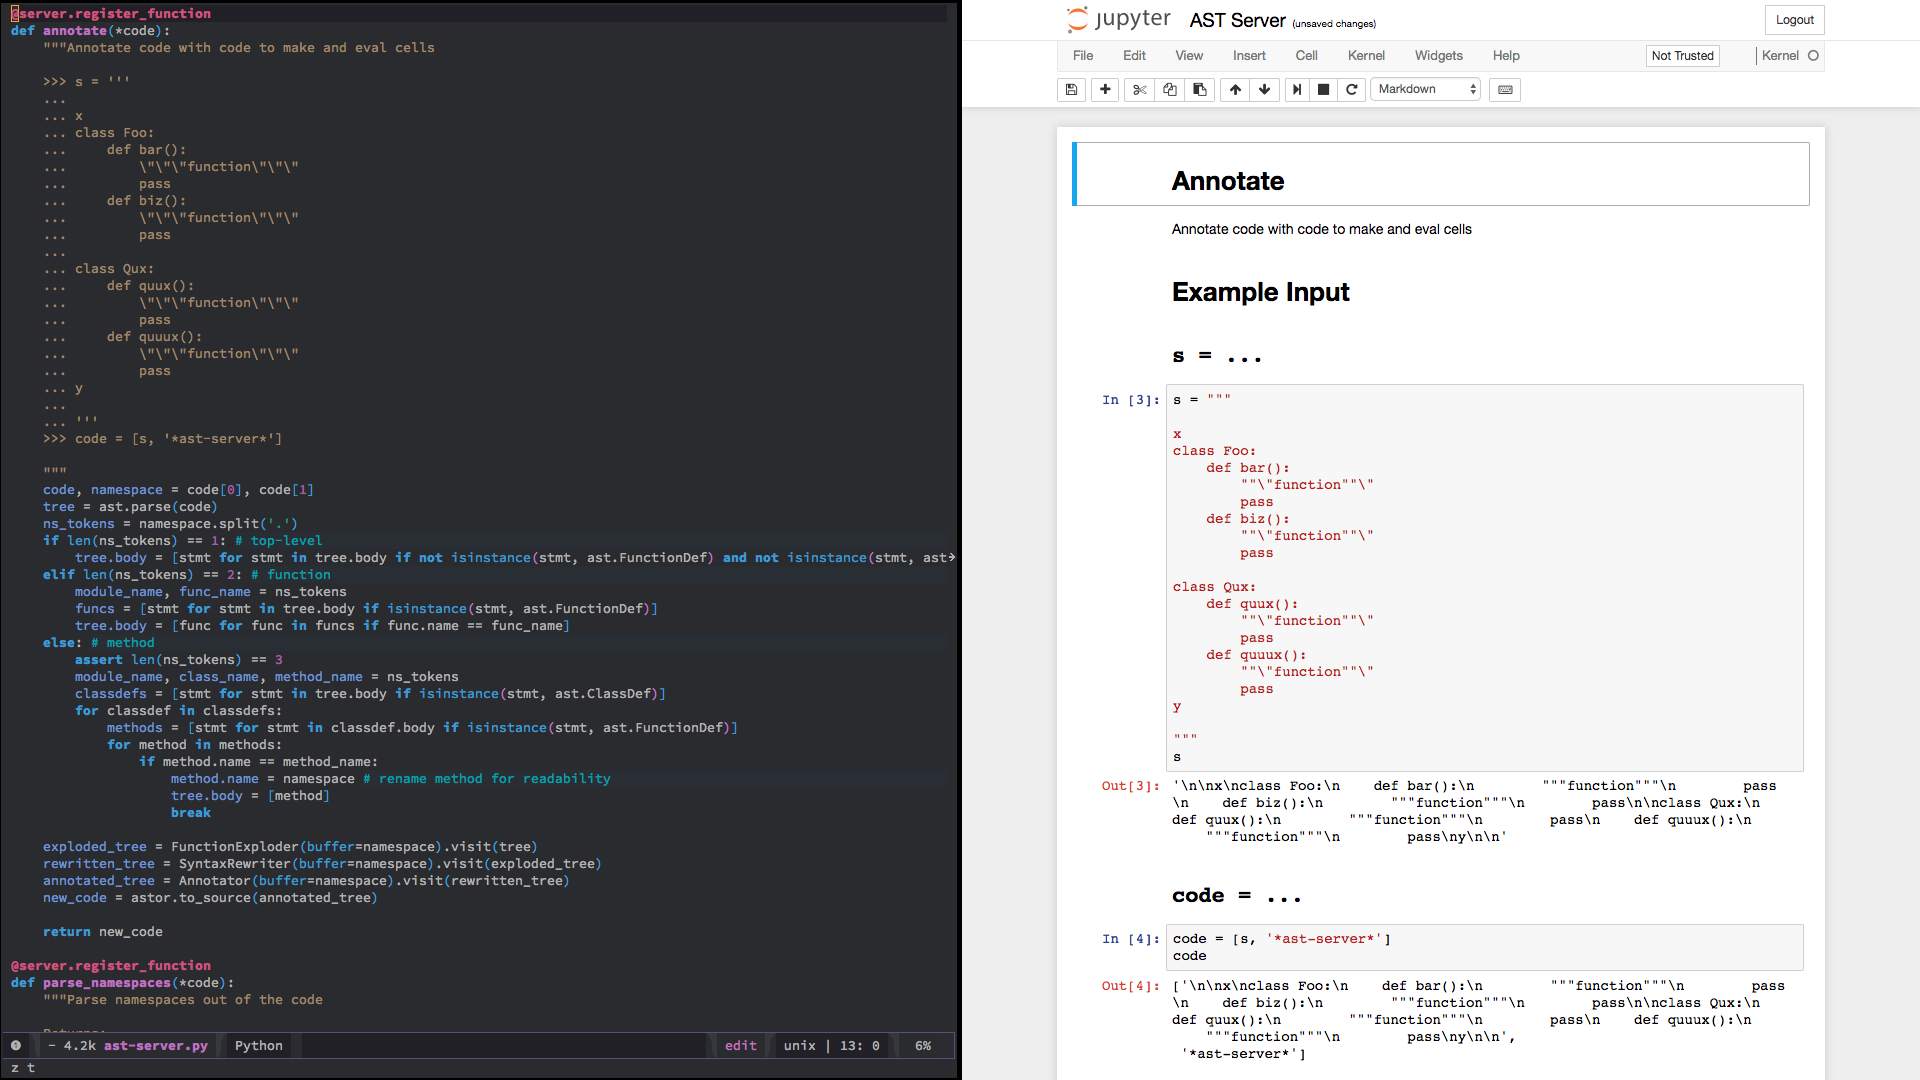 @server.register_function
def annotate(*code):
    """Annotate code with code to make and eval cells

    >>> s = '''
    ...
    ... x
    ... class Foo:
    ...     def bar():
    ...         \"\"\"function\"\"\"
    ...         pass
    ...     def biz():
    ...         \"\"\"function\"\"\"
    ...         pass
    ...
    ... class Qux:
    ...     def quux():
    ...         \"\"\"function\"\"\"
    ...         pass
    ...     def quuux():
    ...         \"\"\"function\"\"\"
    ...         pass
    ... y
    ...
    ... '''
    >>> code = [s, '*ast-server*']

    """
    code, namespace = code[0], code[1]
    tree = ast.parse(code)
    ns_tokens = namespace.split('.')
    if len(ns_tokens) == 1: # top-level
        tree.body = [stmt for stmt in tree.body if not isinstance(stmt, ast.FunctionDef) and not isinstance(stmt, ast
    elif len(ns_tokens) == 2: # function
        module_name, func_name = ns_tokens
        funcs = [stmt for stmt in tree.body if isinstance(stmt, ast.FunctionDef)]
        tree.body = [func for func in funcs if func.name == func_name]
    else: # method
        assert len(ns_tokens) == 3
        module_name, class_name, method_name = ns_tokens
        classdefs = [stmt for stmt in tree.body if isinstance(stmt, ast.ClassDef)]
        for classdef in classdefs:
            methods = [stmt for stmt in classdef.body if isinstance(stmt, ast.FunctionDef)]
            for method in methods:
                if method.name == method_name:
                    method.name = namespace # rename method for readability
                    tree.body = [method]
                    break

    exploded_tree = FunctionExploder(buffer=namespace).visit(tree)
    rewritten_tree = SyntaxRewriter(buffer=namespace).visit(exploded_tree)
    annotated_tree = Annotator(buffer=namespace).visit(rewritten_tree)
    new_code = astor.to_source(annotated_tree)

    return new_code

@server.register_function
def parse_namespaces(*code):
    """Parse namespaces out of the code

1 - 4.2k ast-server.py Python edit unix | 13: 0 6%
z t
jupyter AST Server (unsaved changes) Logout
File Edit View Insert Cell Kernel Widgets Help Not Trusted Kernel
Markdown
Annotate
Annotate code with code to make and eval cells
Example Input
s = ...
In [3]: s = """

x
class Foo:
    def bar():
        ""\"function""\"
        pass
    def biz():
        ""\"function""\"
        pass

class Qux:
    def quux():
        ""\"function""\"
        pass
    def quuux():
        ""\"function""\"
        pass
y

"""
s
Out[3]: '\n\nx\nclass Foo:\n    def bar():\n        """function"""\n        pass
\n    def biz():\n        """function"""\n        pass\n\nclass Qux:\n
def quux():\n        """function"""\n        pass\n    def quuux():\n
    """function"""\n        pass\ny\n\n'
code = ...
In [4]: code = [s, '*ast-server*']
code
Out[4]: ['\n\nx\nclass Foo:\n    def bar():\n        """function"""\n        pass
\n    def biz():\n        """function"""\n        pass\n\nclass Qux:\n
def quux():\n        """function"""\n        pass\n    def quuux():\n
    """function"""\n        pass\ny\n\n',
 '*ast-server*']